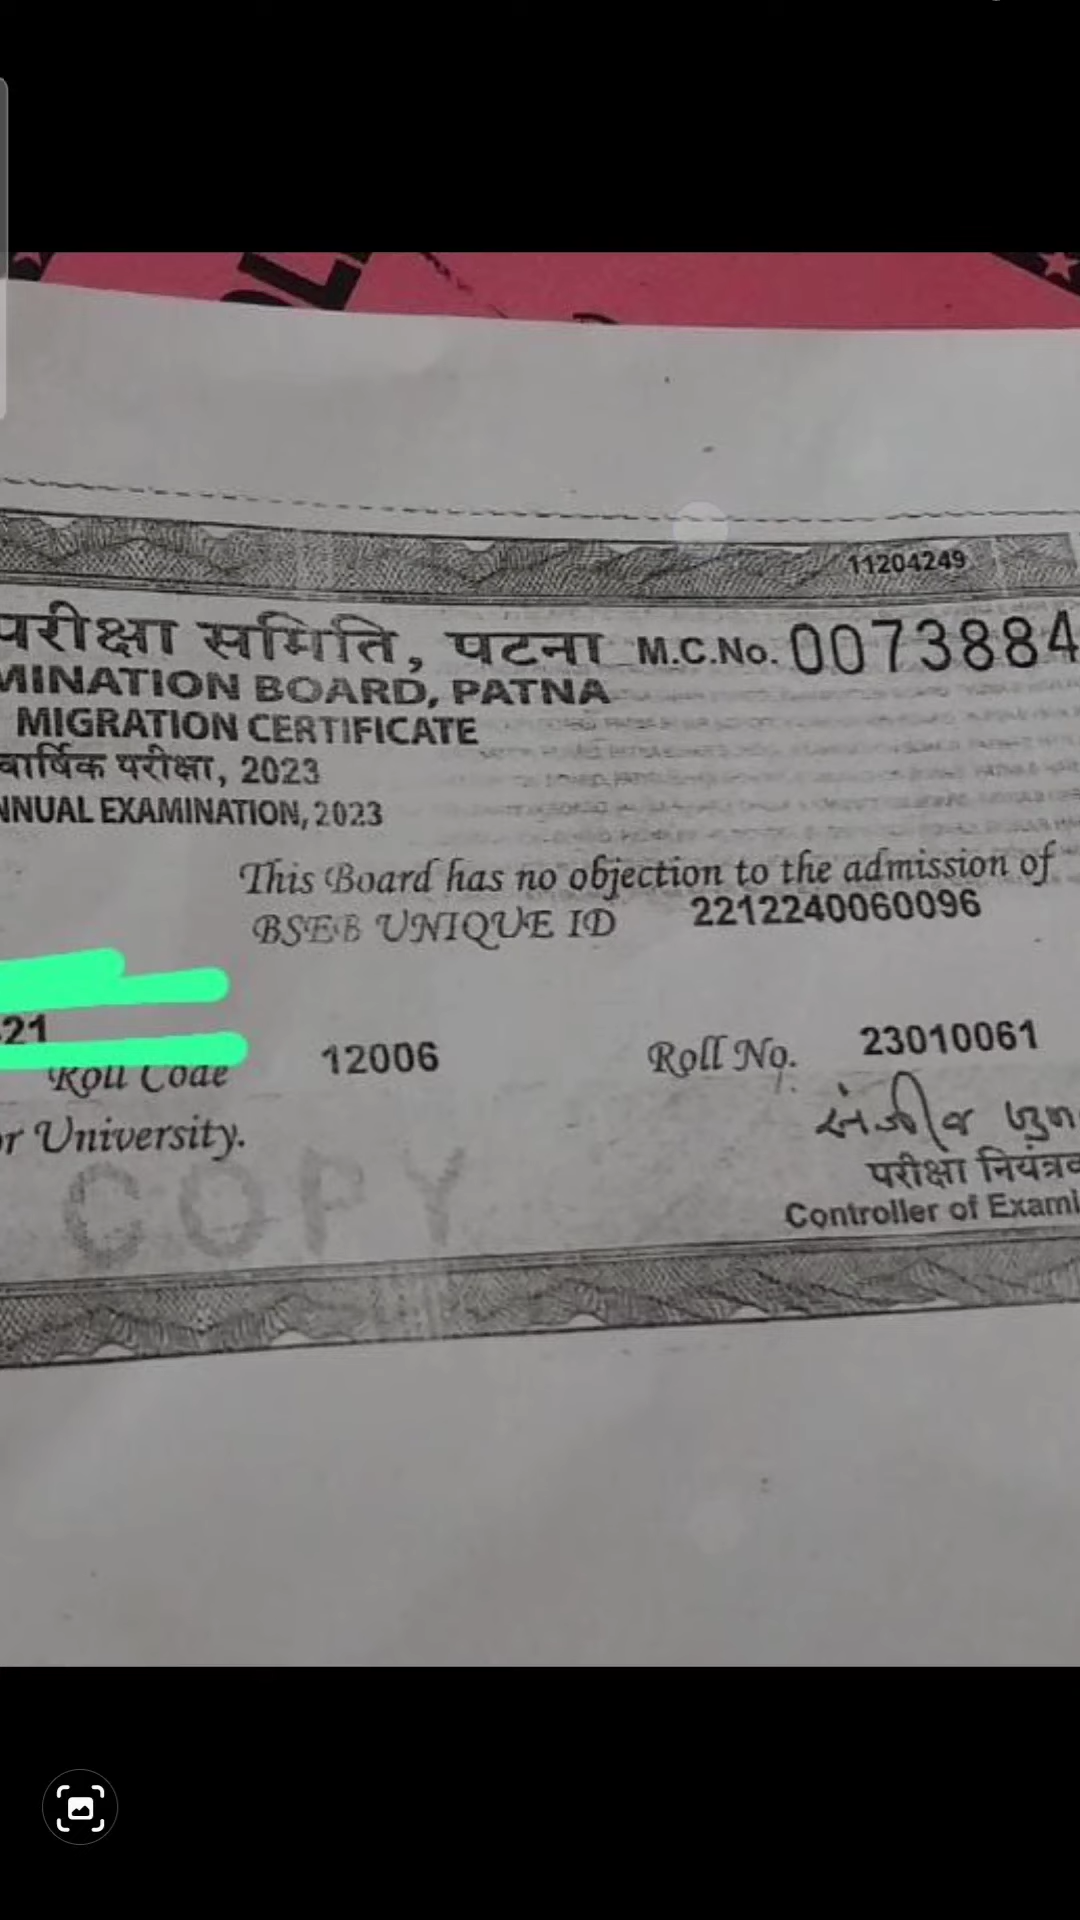 11204249
परीक्षा समिति, पटना M.C.No. 0073884
MINATION BOARD, PATNA
MIGRATION CERTIFICATE
वार्षिक परीक्षा, 2023
NNUAL EXAMINATION, 2023
This Board has no objection to the admission of
BSEB UNIQUE ID 2212240060096
21
Roll Code 12006 Roll No. 23010061
or University.
संजीव
परीक्षा नियंत्रक
COPY
Controller of Exami